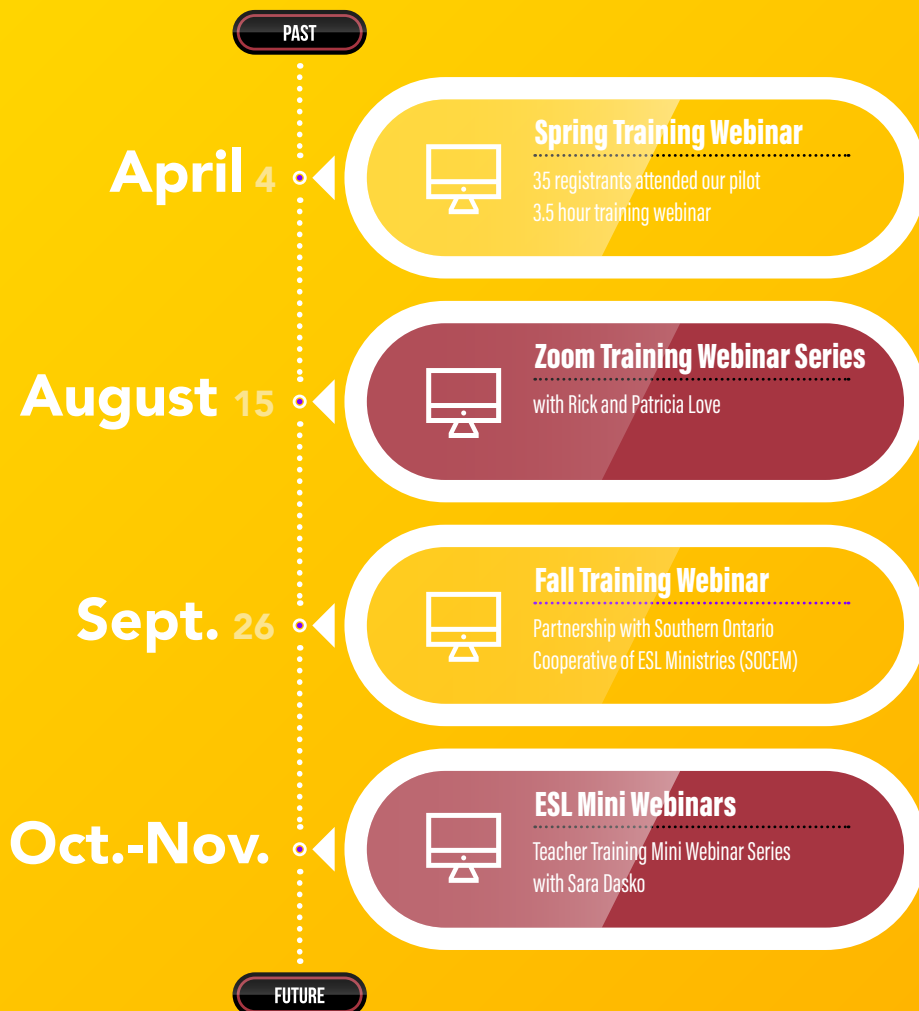 PAST
April 4
Spring Training Webinar
35 registrants attended our pilot
3.5 hour training webinar
August 15
Zoom Training Webinar Series
with Rick and Patricia Love
Sept. 26
Fall Training Webinar
Partnership with Southern Ontario
Cooperative of ESL Ministries (SOCEM)
Oct.-Nov.
ESL Mini Webinars
Teacher Training Mini Webinar Series
with Sara Dasko
FUTURE